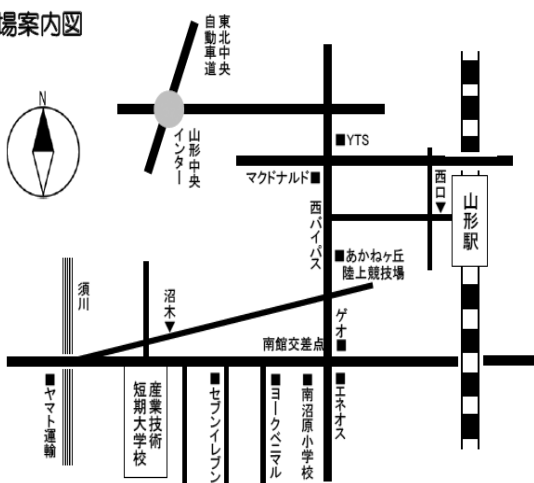 場案内図
東北中央
自動車道
N
山形中央
インター
■YTS
マクドナルド■
西口▼
山形駅
西バイパス
■あかねヶ丘
陸上競技場
須川
沼木▼
ゲオ■
南館交差点
■ヤマト運輸
産業技術
短期大学校
■セブンイレブン
■ヨークベニマル
■南沼原小学校
■エネオス